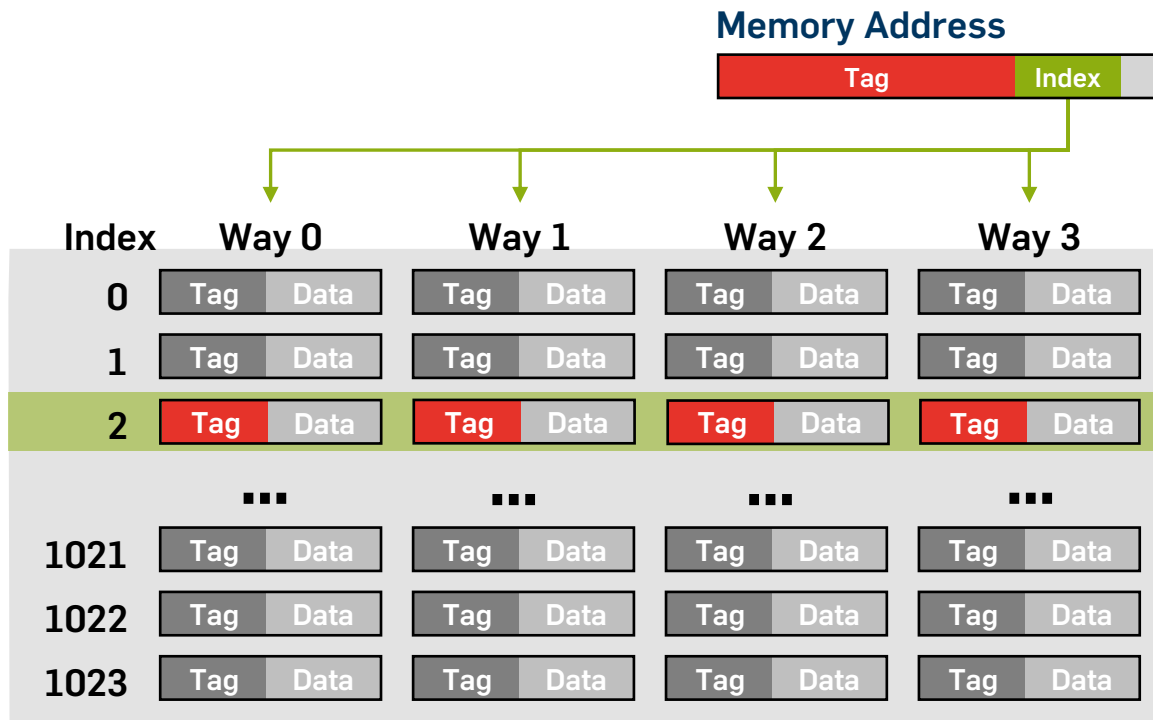 Memory Address
Tag Index
Index Way 0 Way 1 Way 2 Way 3
0 Tag Data Tag Data Tag Data Tag Data
1 Tag Data Tag Data Tag Data Tag Data
2 Tag Data Tag Data Tag Data Tag Data
... ... ... ...
1021 Tag Data Tag Data Tag Data Tag Data
1022 Tag Data Tag Data Tag Data Tag Data
1023 Tag Data Tag Data Tag Data Tag Data